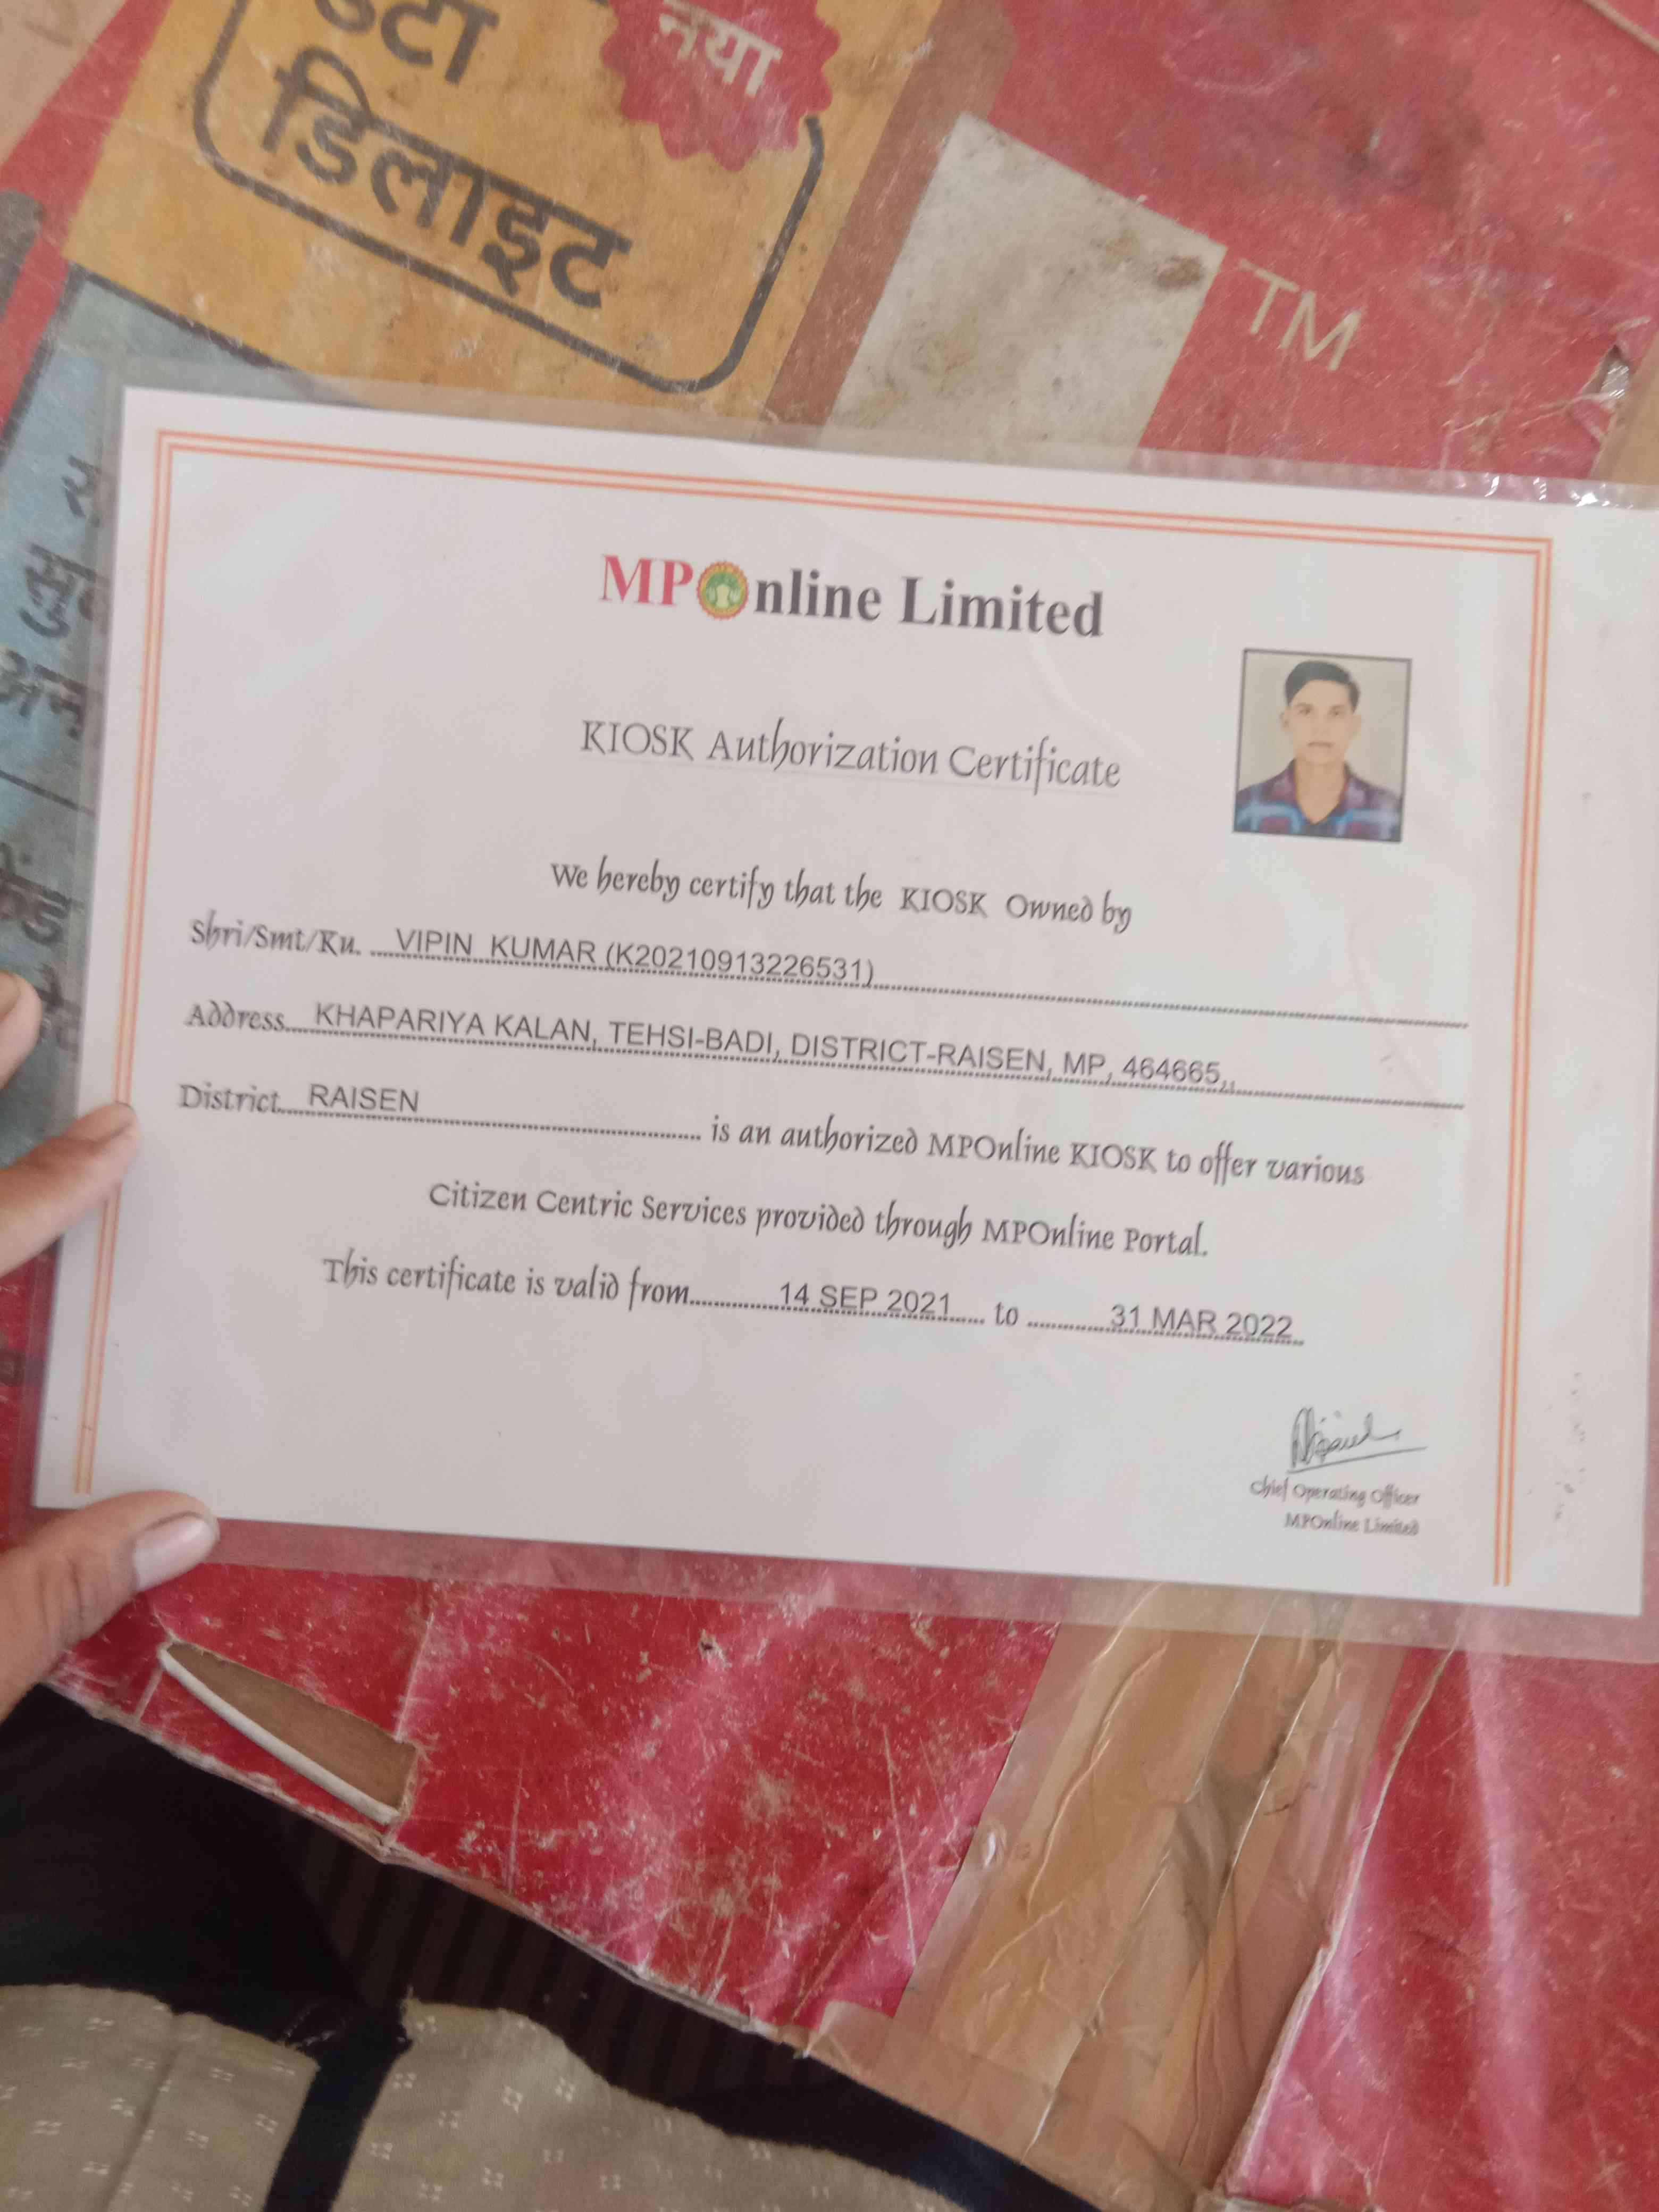 नया
डिलाइट
TM
MPOnline Limited
KIOSK Authorization Certificate
We hereby certify that the KIOSK Owned by
Shri/Smt/Ku. VIPIN KUMAR (K20210913226531)
Address KHAPARIYA KALAN, TEHSI-BADI, DISTRICT-RAISEN, MP, 464665,,
District RAISEN is an authorized MPOnline KIOSK to offer various
Citizen Centric Services provided through MPOnline Portal.
This certificate is valid from 14 SEP 2021 to 31 MAR 2022
Chief Operating Officer
MPOnline Limited